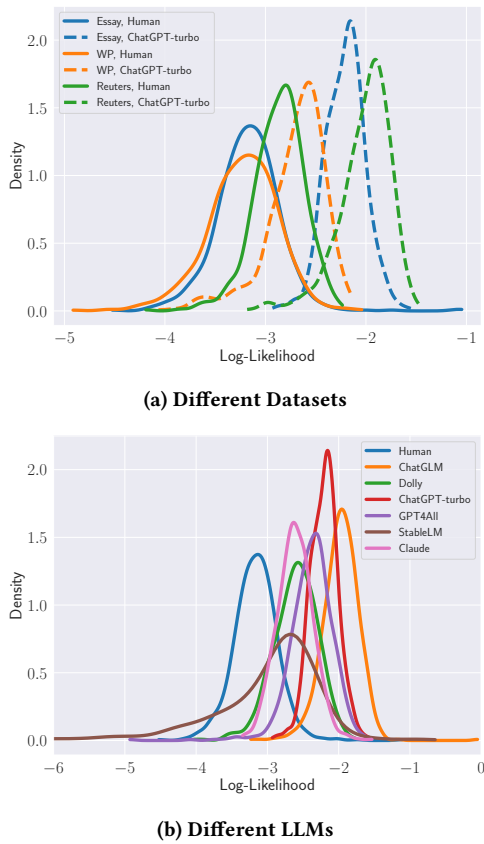 Essay, Human
Essay, ChatGPT-turbo
WP, Human
WP, ChatGPT-turbo
Reuters, Human
Reuters, ChatGPT-turbo
2.0
1.5
1.0
0.5
0.0
Density
−5 −4 −3 −2 −1
Log-Likelihood
(a) Different Datasets
Human
ChatGLM
Dolly
ChatGPT-turbo
GPT4All
StableLM
Claude
2.0
1.5
1.0
0.5
0.0
Density
−6 −5 −4 −3 −2 −1 0
Log-Likelihood
(b) Different LLMs